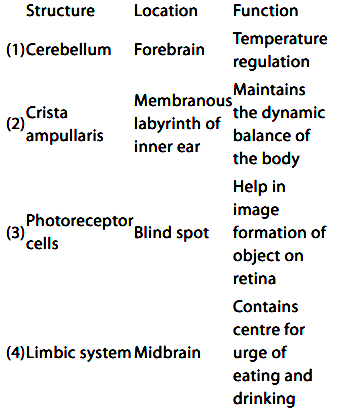 Structure Location Function
(1) Cerebellum Forebrain Temperature
regulation
(2) Crista
ampullaris
Membranous
labyrinth of
inner ear
Maintains
the dynamic
balance of
the body
(3) Photoreceptor
cells
Blind spot
Help in
image
formation of
object on
retina
(4) Limbic system Midbrain
Contains
centre for
urge of
eating and
drinking